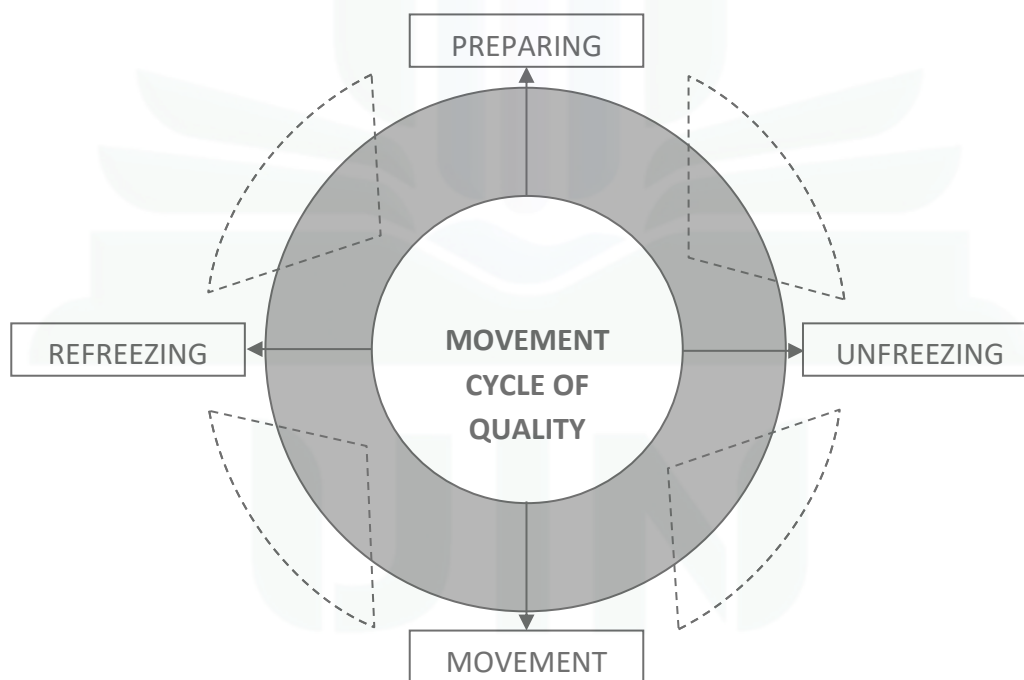 PREPARING
REFREEZING
MOVEMENT
CYCLE OF
QUALITY
UNFREEZING
MOVEMENT